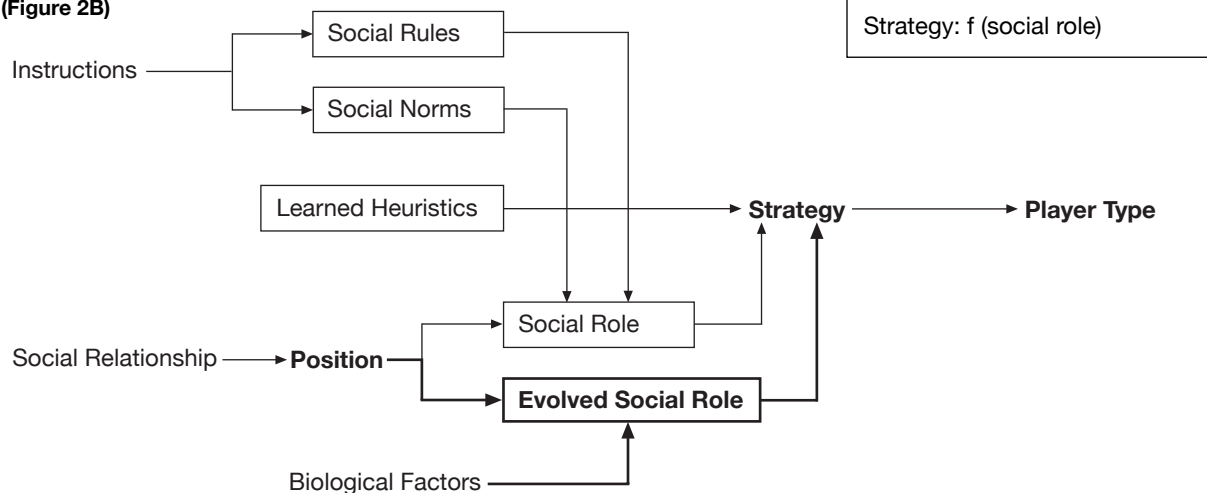 (Figure 2B)
Strategy: f (social role)
Social Rules
Instructions
Social Norms
Learned Heuristics
Strategy
Player Type
Social Role
Social Relationship
Position
Evolved Social Role
Biological Factors